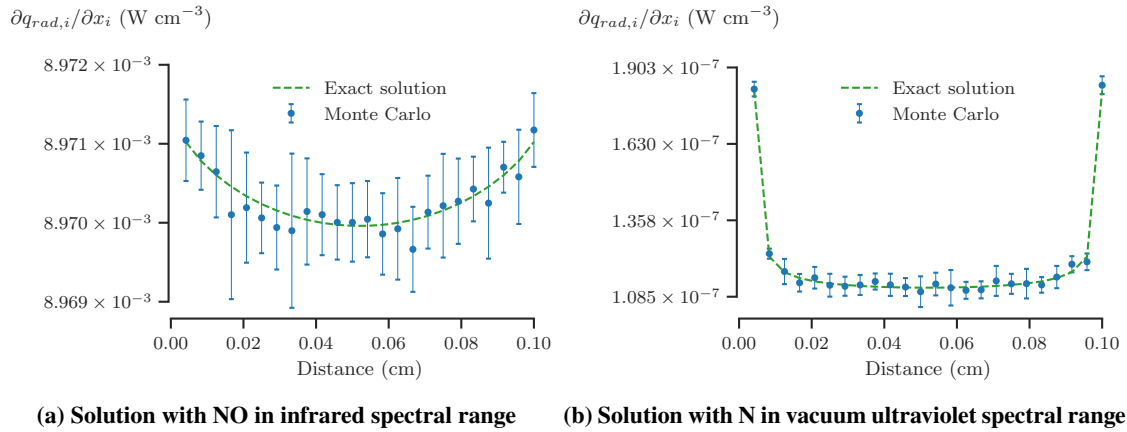 ∂q_{rad,i}/∂x_i (W cm⁻³)
8.972 × 10⁻³
8.971 × 10⁻³
8.970 × 10⁻³
8.969 × 10⁻³
Exact solution
Monte Carlo
0.00 0.02 0.04 0.06 0.08 0.10
Distance (cm)
(a) Solution with NO in infrared spectral range
∂q_{rad,i}/∂x_i (W cm⁻³)
1.903 × 10⁻⁷
1.630 × 10⁻⁷
1.358 × 10⁻⁷
1.085 × 10⁻⁷
Exact solution
Monte Carlo
0.00 0.02 0.04 0.06 0.08 0.10
Distance (cm)
(b) Solution with N in vacuum ultraviolet spectral range